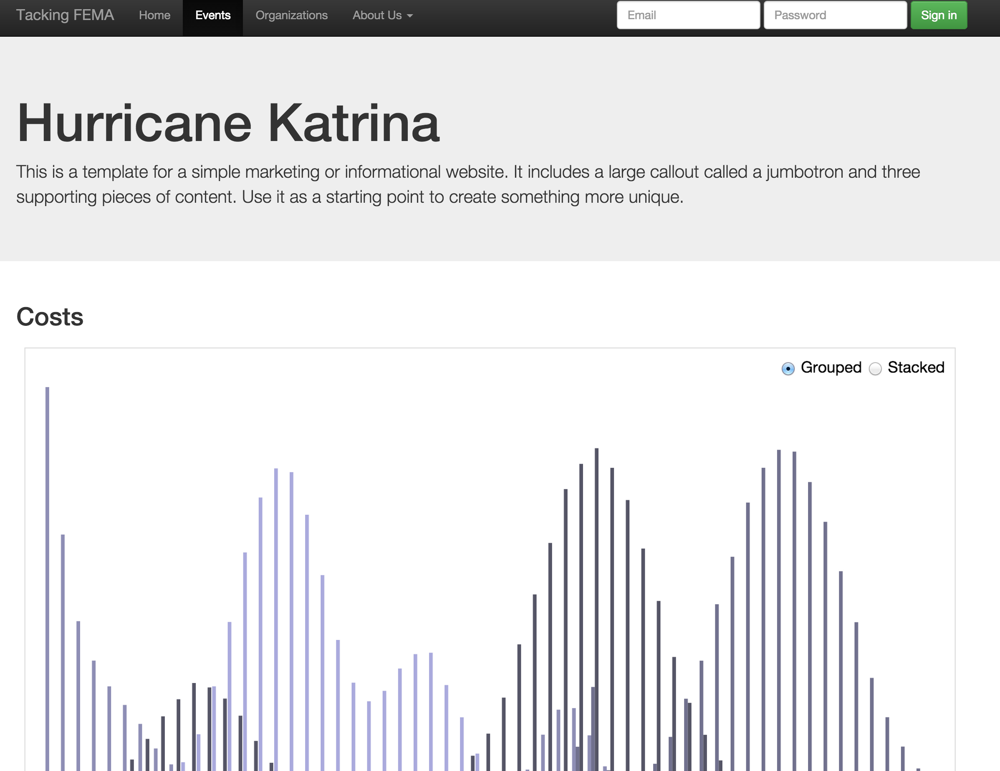 Tacking FEMA Home Events Organizations About Us Email Password Sign in
Hurricane Katrina
This is a template for a simple marketing or informational website. It includes a large callout called a jumbotron and three
supporting pieces of content. Use it as a starting point to create something more unique.
Costs
Grouped Stacked